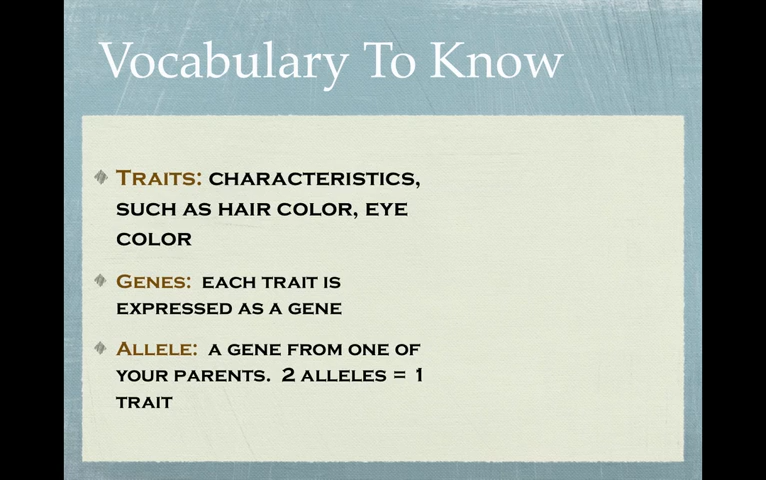 Vocabulary To Know
Traits: characteristics,
such as hair color, eye
color
Genes: each trait is
expressed as a gene
Allele: a gene from one of
your parents. 2 alleles = 1
trait